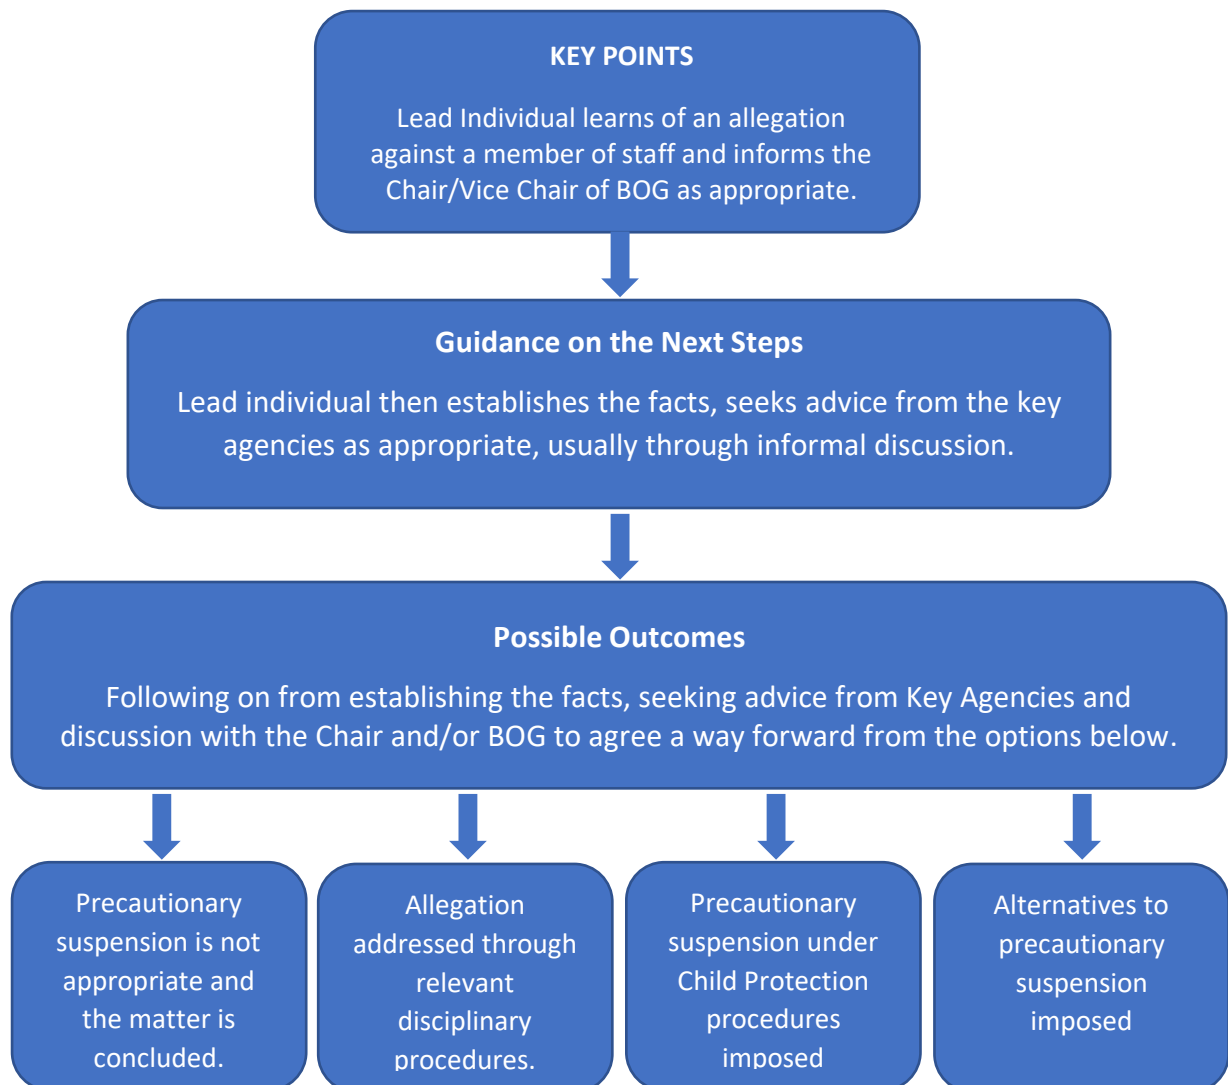 KEY POINTS
Lead Individual learns of an allegation
against a member of staff and informs the
Chair/Vice Chair of BOG as appropriate.
Guidance on the Next Steps
Lead individual then establishes the facts, seeks advice from the key
agencies as appropriate, usually through informal discussion.
Possible Outcomes
Following on from establishing the facts, seeking advice from Key Agencies and
discussion with the Chair and/or BOG to agree a way forward from the options below.
Precautionary
suspension is not
appropriate and
the matter is
concluded.
Allegation
addressed through
relevant
disciplinary
procedures.
Precautionary
suspension under
Child Protection
procedures
imposed
Alternatives to
precautionary
suspension
imposed